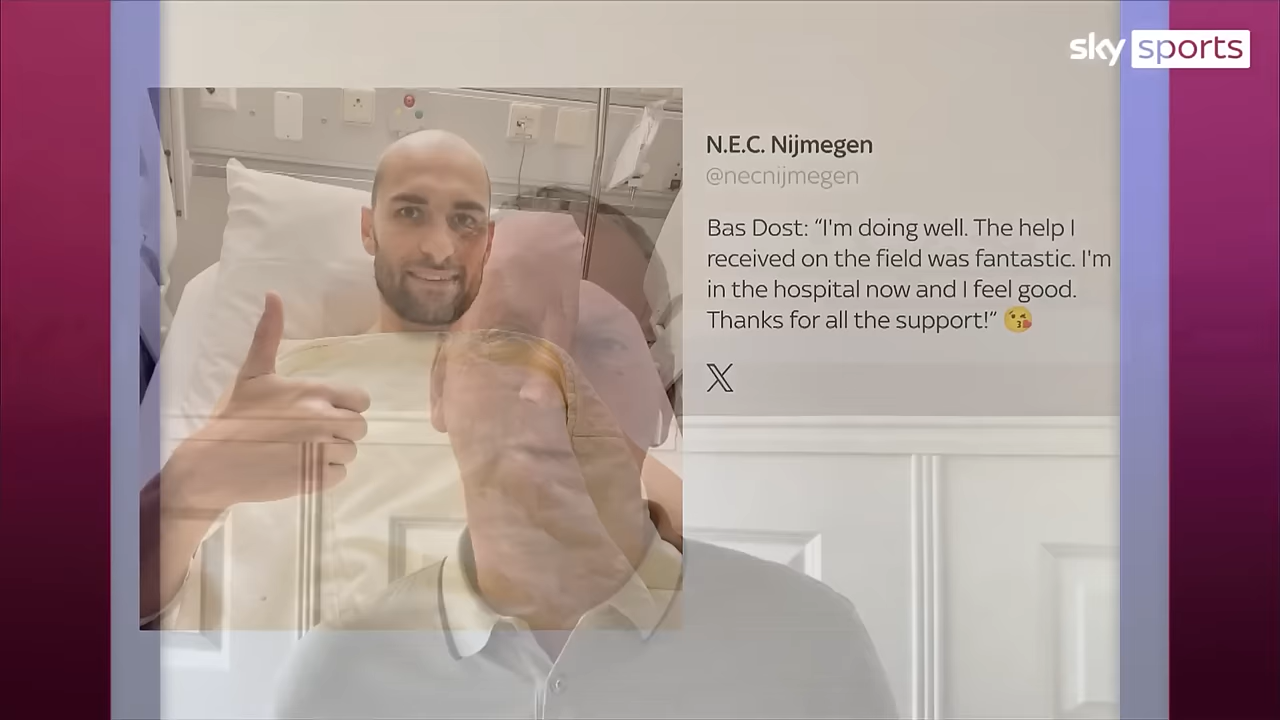 sky sports
N.E.C. Nijmegen
@necnijmegen
Bas Dost: “I'm doing well. The help I
received on the field was fantastic. I'm
in the hospital now and I feel good.
Thanks for all the support!” 😘
X